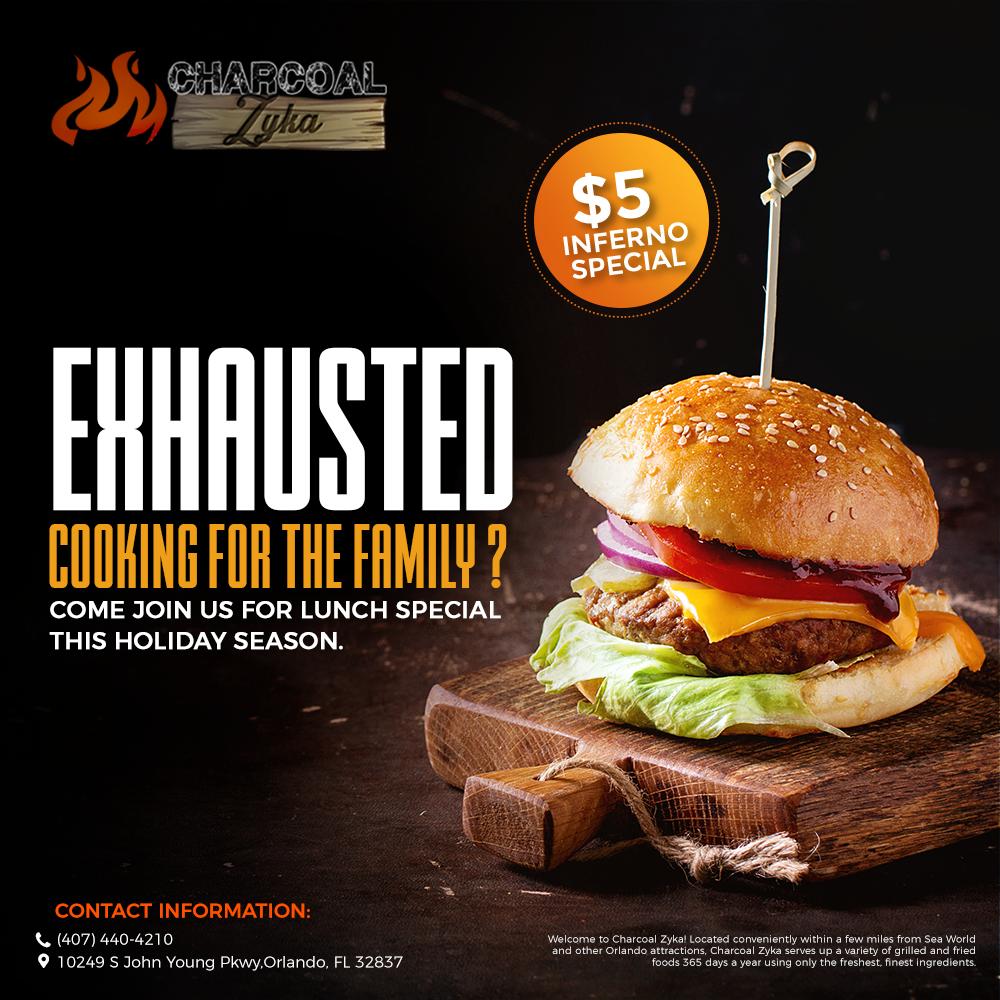 CHARCOAL
Zyka
$5
INFERNO
SPECIAL
EXHAUSTED
COOKING FOR THE FAMILY ?
COME JOIN US FOR LUNCH SPECIAL
THIS HOLIDAY SEASON.
CONTACT INFORMATION:
(407) 440-4210
10249 S John Young Pkwy,Orlando, FL 32837
Welcome to Charcoal Zyka! Located conveniently within a few miles from Sea World
and other Orlando attractions, Charcoal Zyka serves up a variety of grilled and fried
foods 365 days a year using only the freshest, finest ingredients.